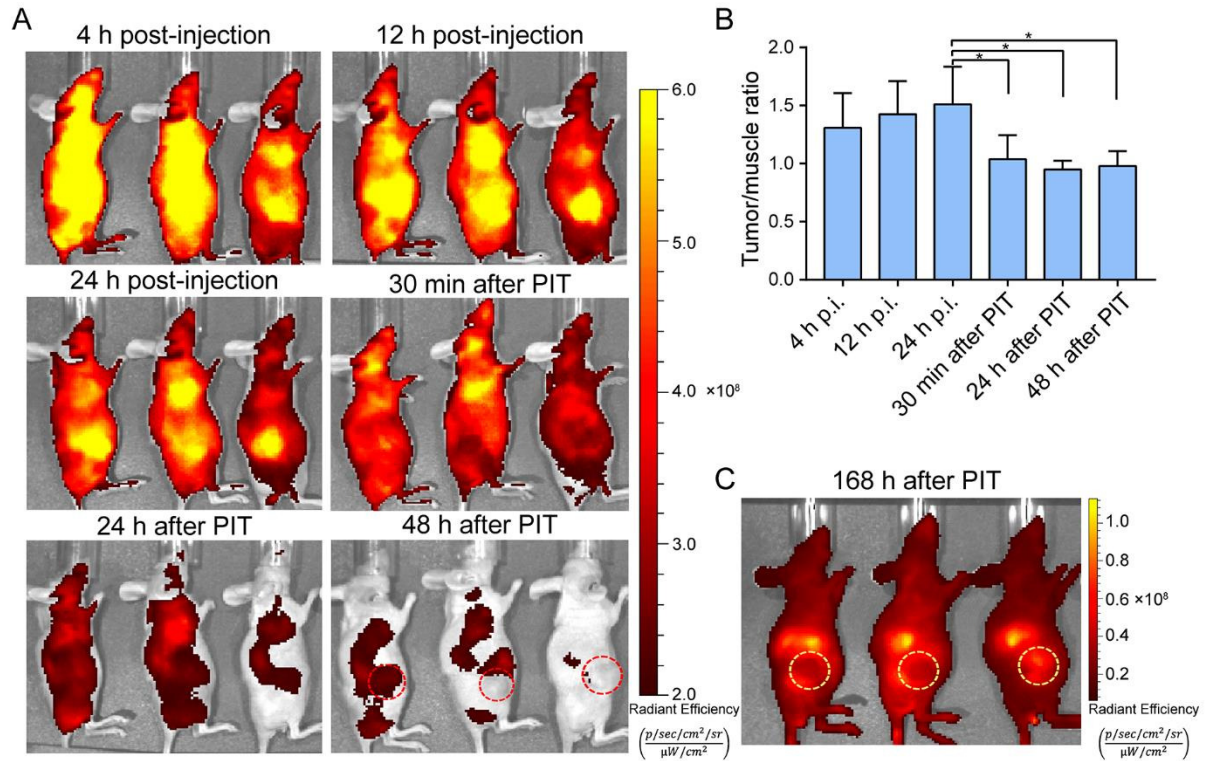 A
4 h post-injection
12 h post-injection
24 h post-injection
30 min after PIT
24 h after PIT
48 h after PIT
6.0
5.0
4.0 ×10⁸
3.0
2.0
Radiant Efficiency
(p/sec/cm²/sr / μW/cm²)
B
Tumor/muscle ratio
2.0
1.5
1.0
0.5
0.0
*
*
*
4 h p.i.
12 h p.i.
24 h p.i.
30 min after PIT
24 h after PIT
48 h after PIT
C
168 h after PIT
1.0
0.6 ×10⁸
0.2
Radiant Efficiency
(p/sec/cm²/sr / μW/cm²)